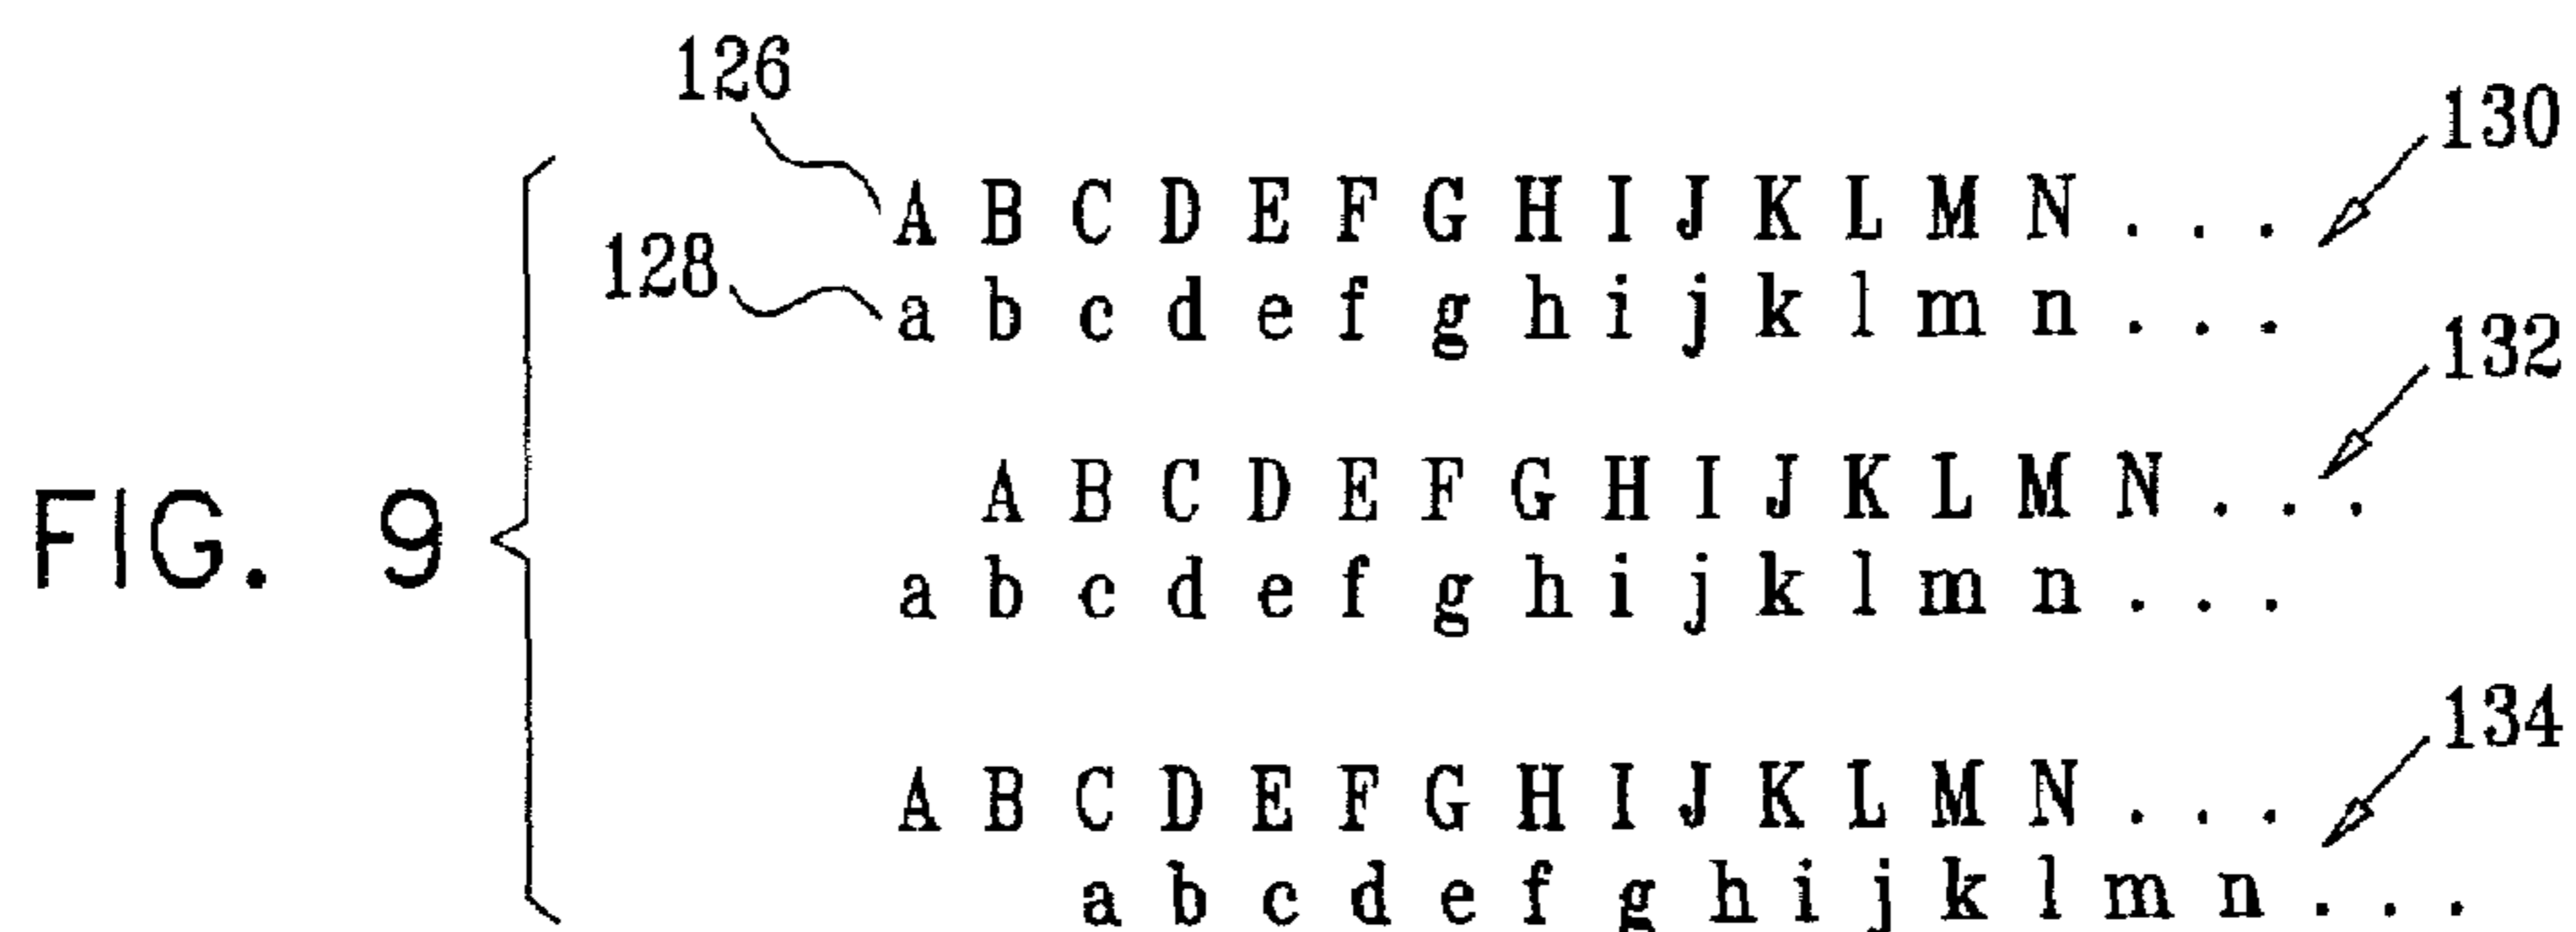 126
130
A B C D E F G H I J K L M N . . .
128
a b c d e f g h i j k l m n . . .
132
A B C D E F G H I J K L M N . . .
FIG. 9
a b c d e f g h i j k l m n . . .
134
A B C D E F G H I J K L M N . . .
a b c d e f g h i j k l m n . . .